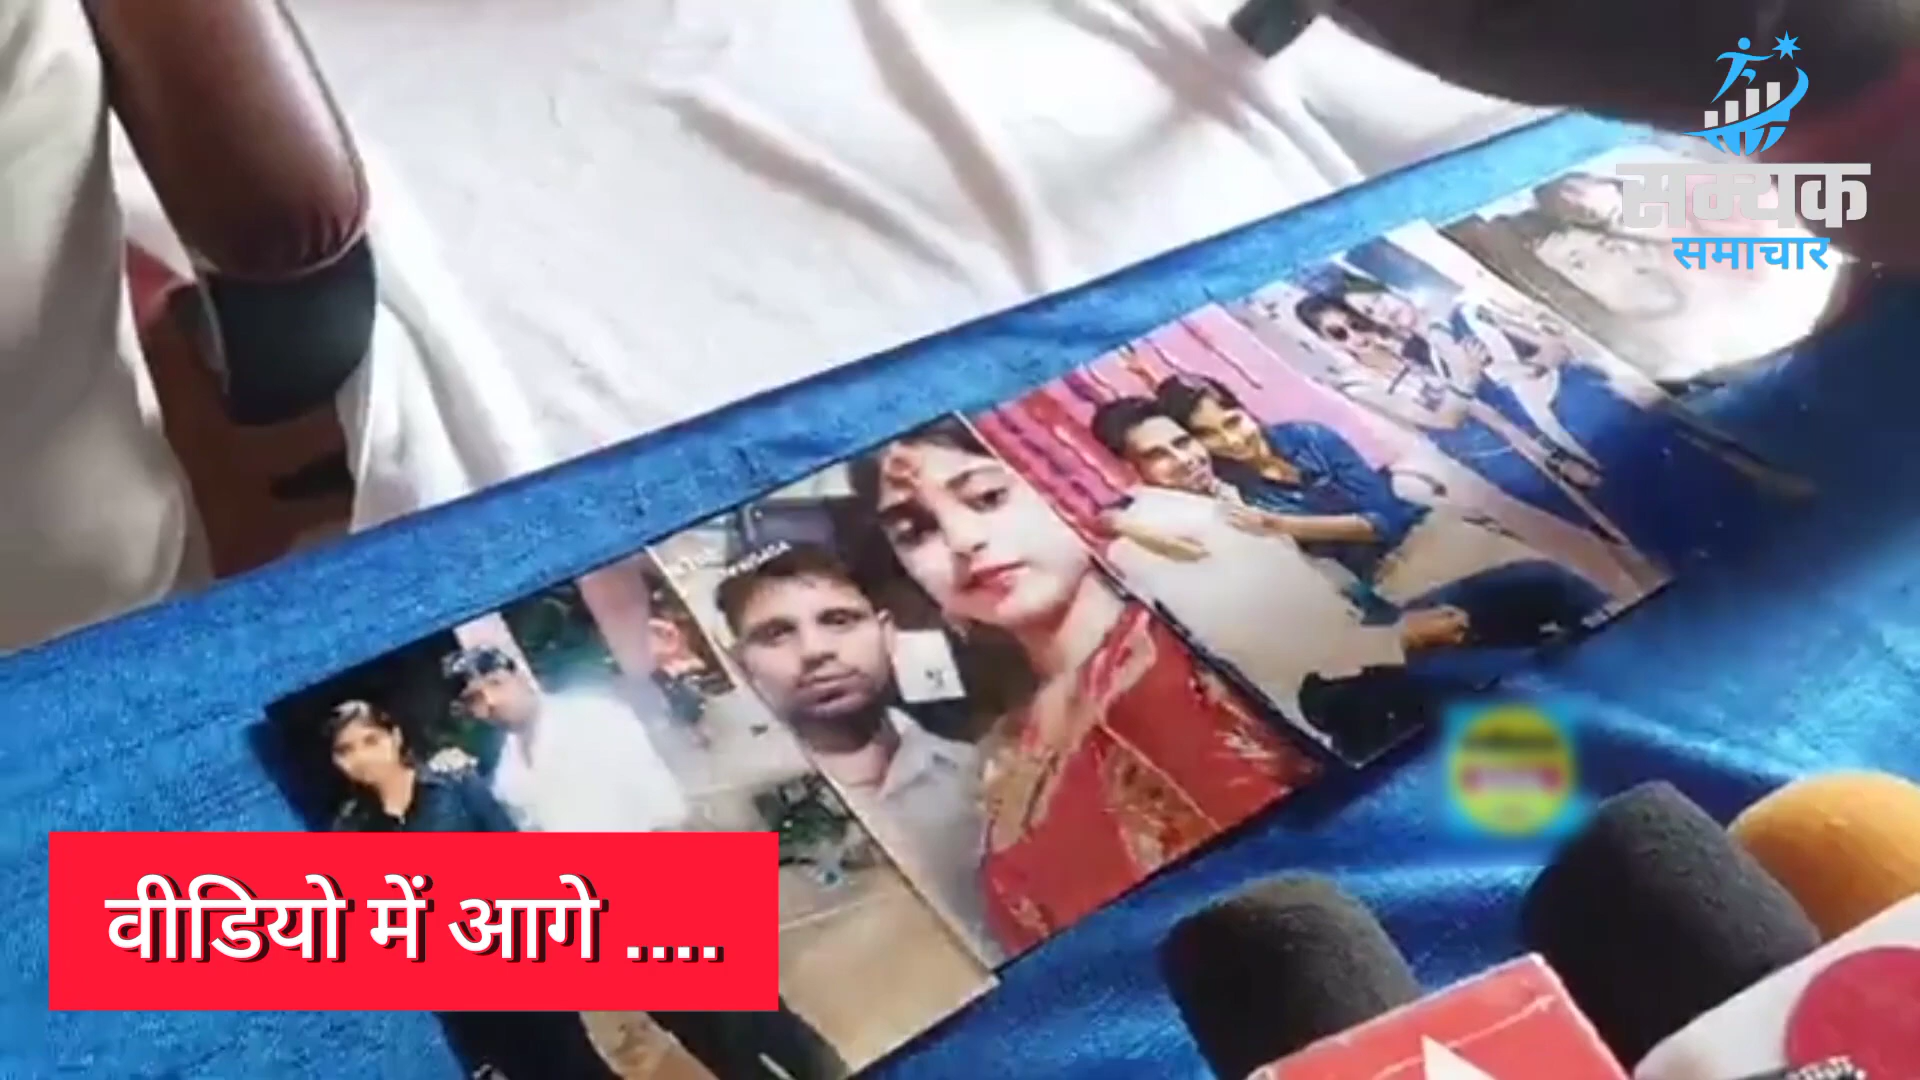 सम्यक
समाचार
वीडियो में आगे ....